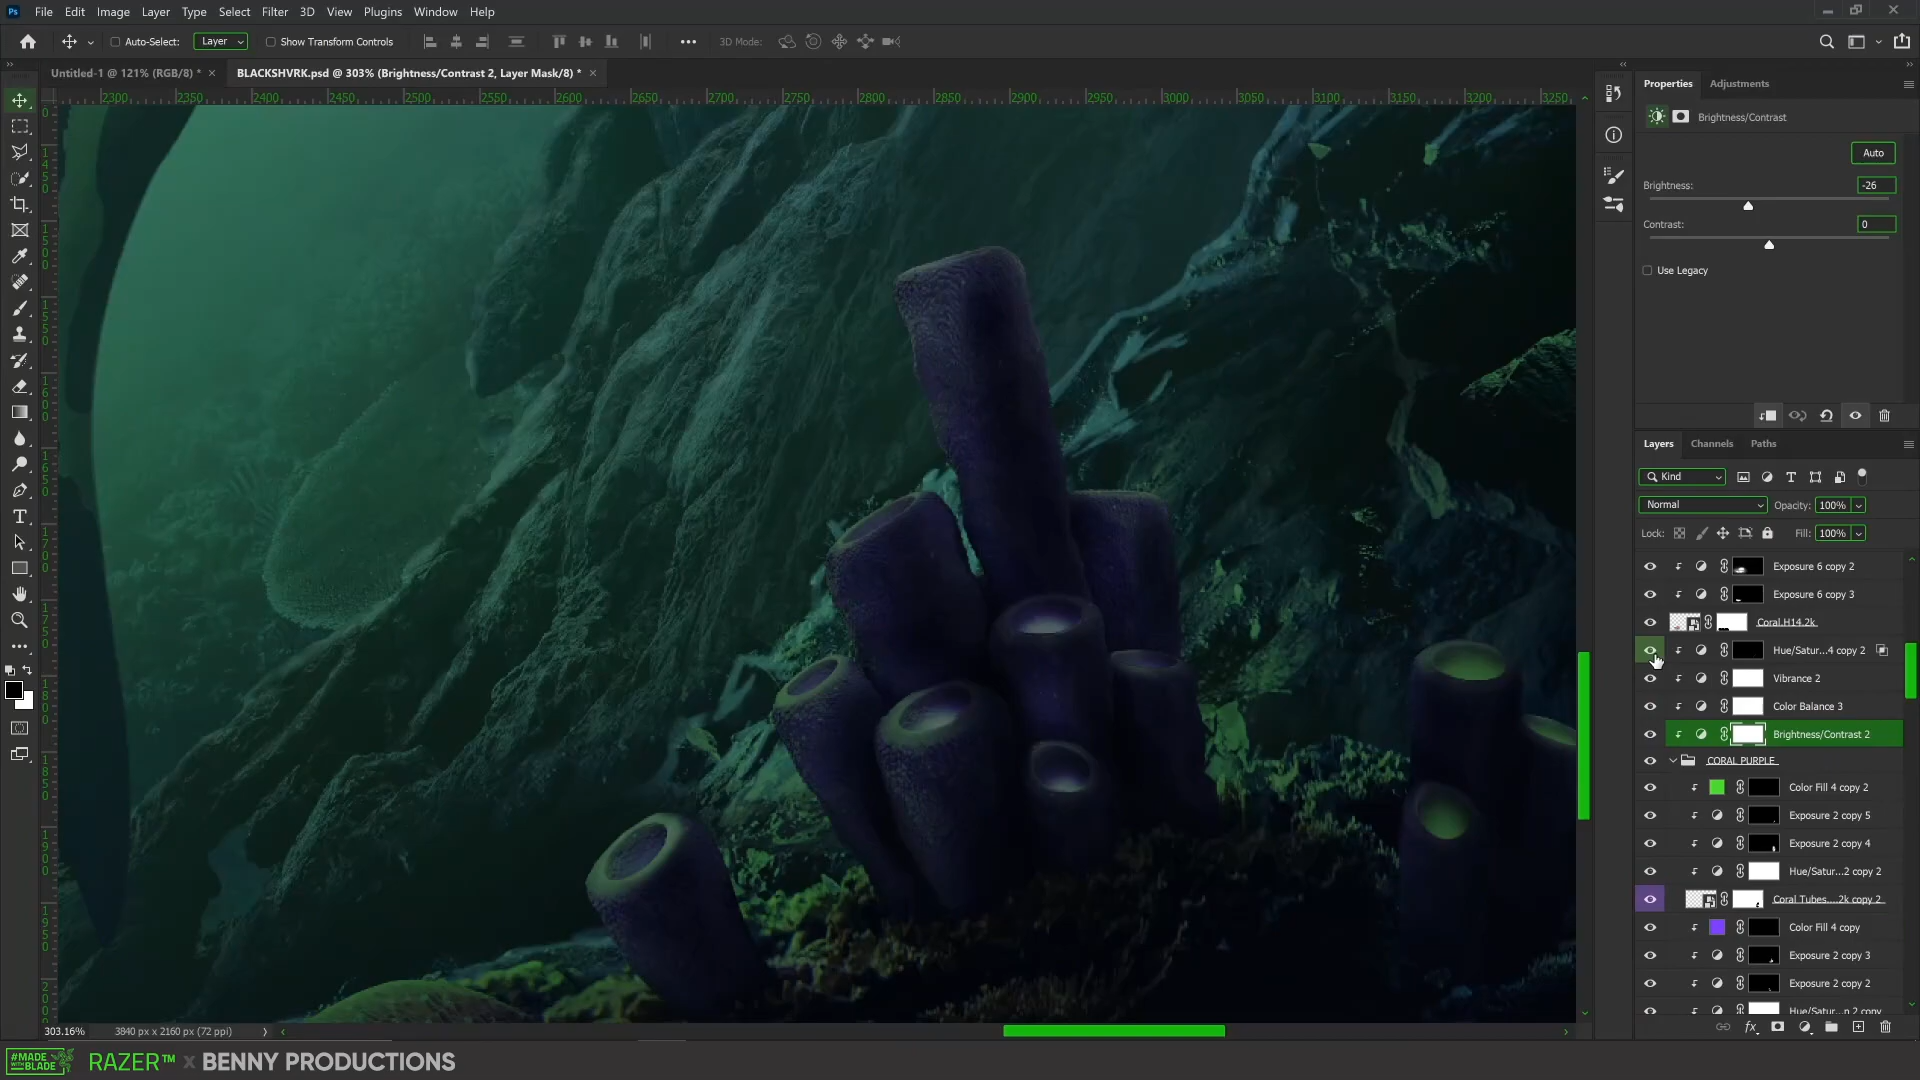 Ps File Edit Image Layer Type Select Filter 3D View Plugins Window Help
Auto-Select: Layer Show Transform Controls 3D Mode:
Untitled-1 @ 121% (RGB/8) * × BLACKSHVRK.psd @ 303% (Brightness/Contrast 2, Layer Mask/8) * ×
2300 2350 2400 2450 2500 2550 2600 2650 2700 2750 2800 2850 2900 2950 3000 3050 3100 3150 3200 3250
Properties Adjustments
Brightness/Contrast
Auto
Brightness: -26
Contrast: 0
Use Legacy
Layers Channels Paths
Kind
Normal Opacity: 100%
Lock: Fill: 100%
Exposure 6 copy 2
Exposure 6 copy 3
Coral.H14.2k
Hue/Satur...4 copy 2
Vibrance 2
Color Balance 3
Brightness/Contrast 2
CORAL PURPLE
Color Fill 4 copy 2
Exposure 2 copy 5
Exposure 2 copy 4
Hue/Satur...2 copy 2
Coral Tubes....2k copy 2
Color Fill 4 copy
Exposure 2 copy 3
Exposure 2 copy 2
Hue/Satur...n 2 copy
303.16% 3840 px x 2160 px (72 ppi)
#MADE WITH BLADE RAZER™ x BENNY PRODUCTIONS